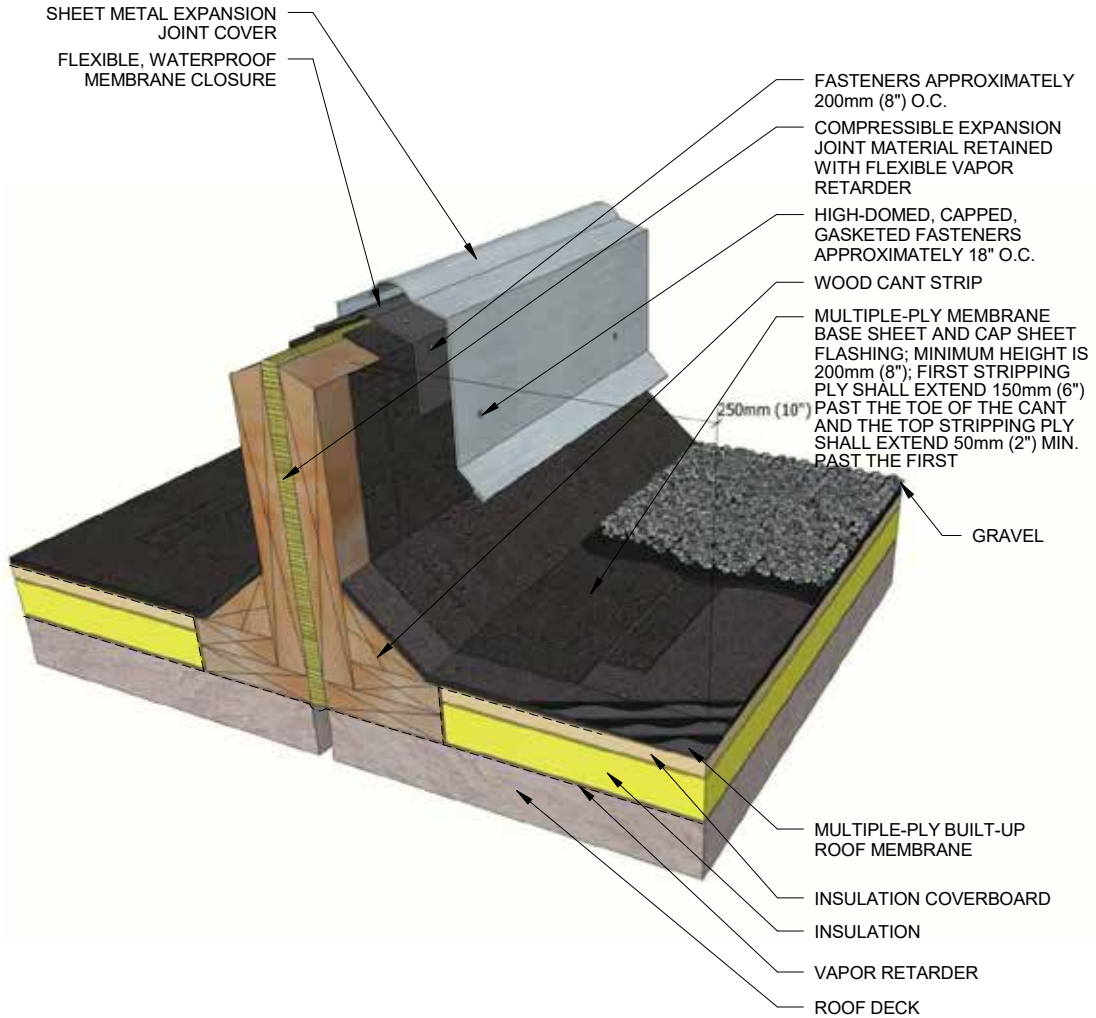 SHEET METAL EXPANSION
JOINT COVER
FLEXIBLE, WATERPROOF
MEMBRANE CLOSURE
FASTENERS APPROXIMATELY
200mm (8") O.C.
COMPRESSIBLE EXPANSION
JOINT MATERIAL RETAINED
WITH FLEXIBLE VAPOR
RETARDER
HIGH-DOMED, CAPPED,
GASKETED FASTENERS
APPROXIMATELY 18" O.C.
WOOD CANT STRIP
MULTIPLE-PLY MEMBRANE
BASE SHEET AND CAP SHEET
FLASHING; MINIMUM HEIGHT IS
200mm (8"); FIRST STRIPPING
PLY SHALL EXTEND 150mm (6")
PAST THE TOE OF THE CANT
AND THE TOP STRIPPING PLY
SHALL EXTEND 50mm (2") MIN.
PAST THE FIRST
250mm (10")
GRAVEL
MULTIPLE-PLY BUILT-UP
ROOF MEMBRANE
INSULATION COVERBOARD
INSULATION
VAPOR RETARDER
ROOF DECK